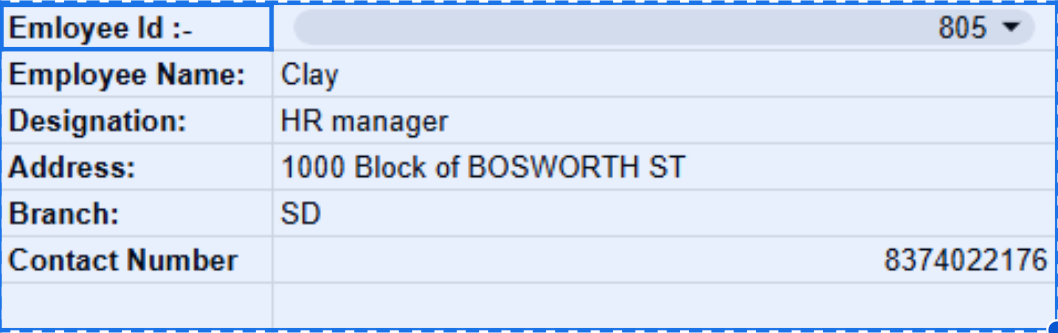 Emloyee Id :- 805
Employee Name: Clay
Designation: HR manager
Address: 1000 Block of BOSWORTH ST
Branch: SD
Contact Number 8374022176